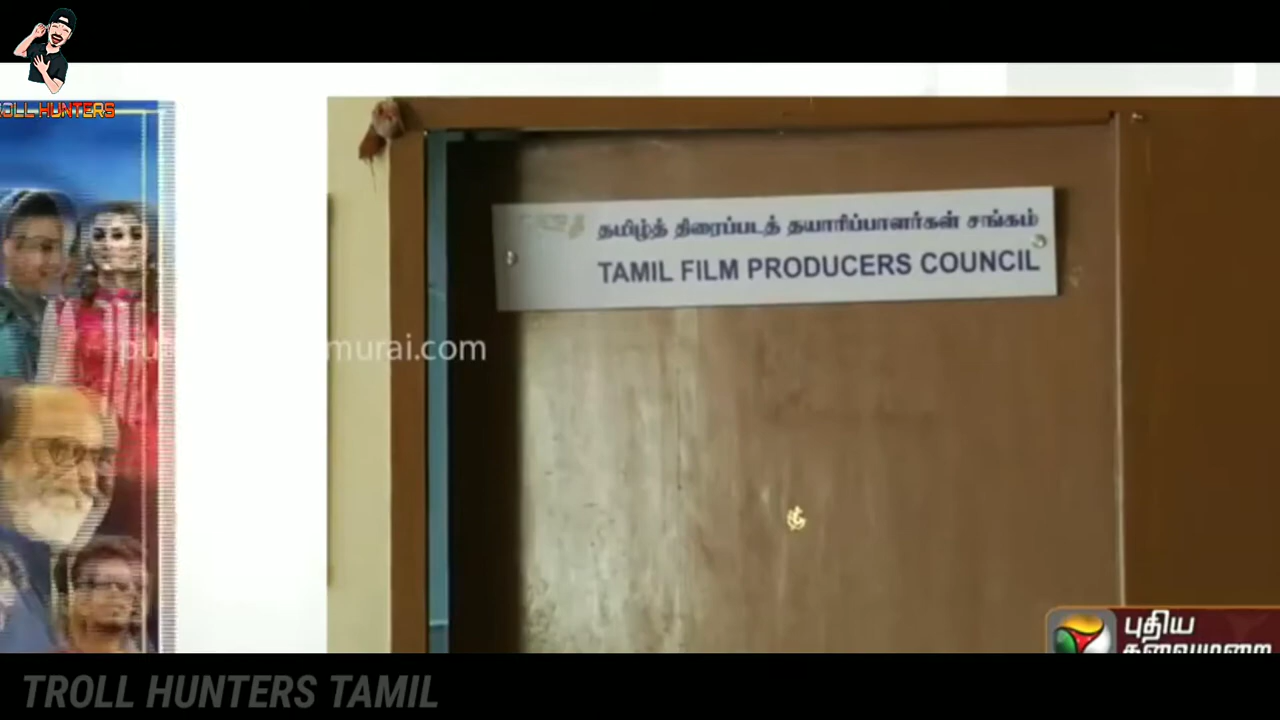 TROLL HUNTERS
தமிழ்த் திரைப்படத் தயாரிப்பாளர்கள் சங்கம்
TAMIL FILM PRODUCERS COUNCIL
murai.com
புதிய
TROLL HUNTERS TAMIL